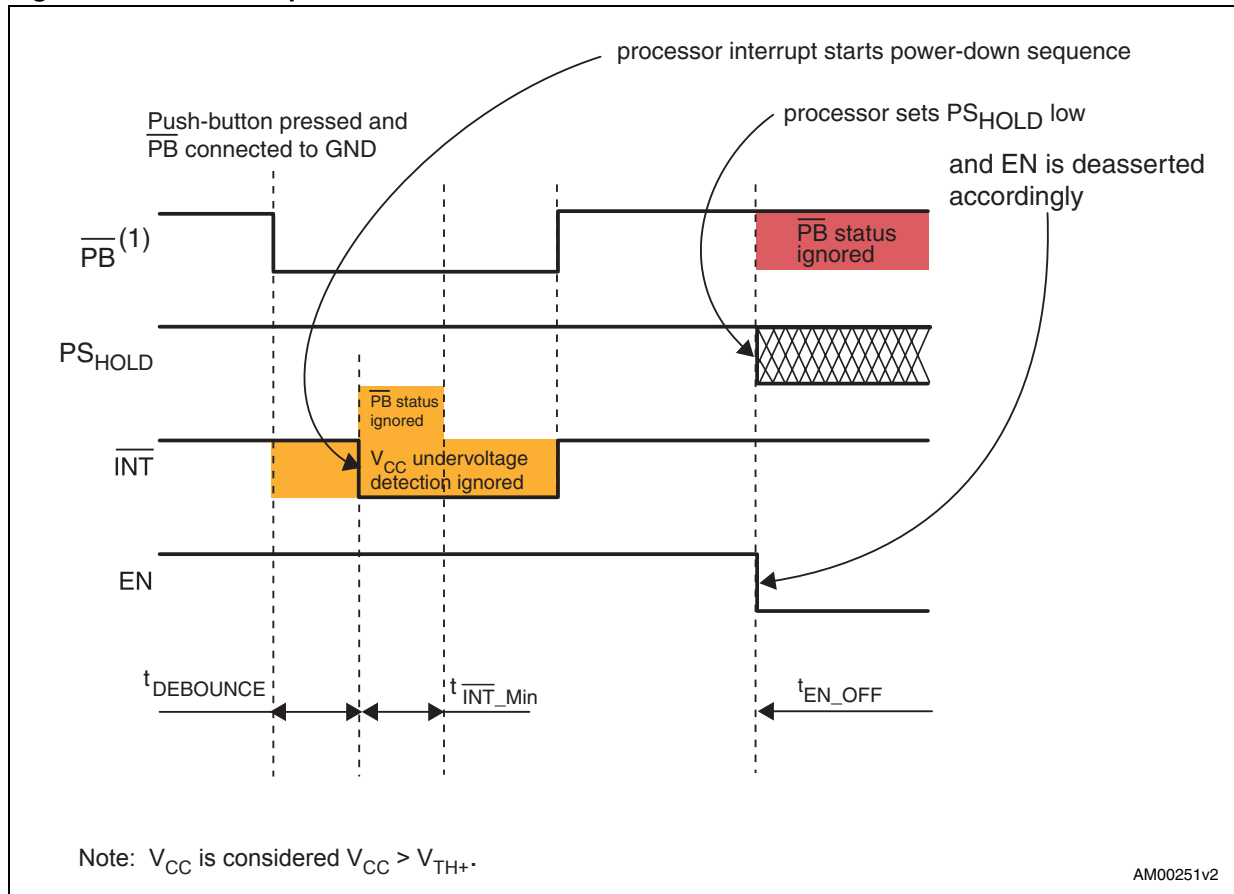 processor interrupt starts power-down sequence
processor sets PSHOLD low
and EN is deasserted
accordingly
Push-button pressed and
PB connected to GND
PB(1)
PB status
ignored
PSHOLD
PB status
ignored
INT
VCC undervoltage
detection ignored
EN
tDEBOUNCE
tINT_Min
tEN_OFF
Note: VCC is considered VCC > VTH+.
AM00251v2